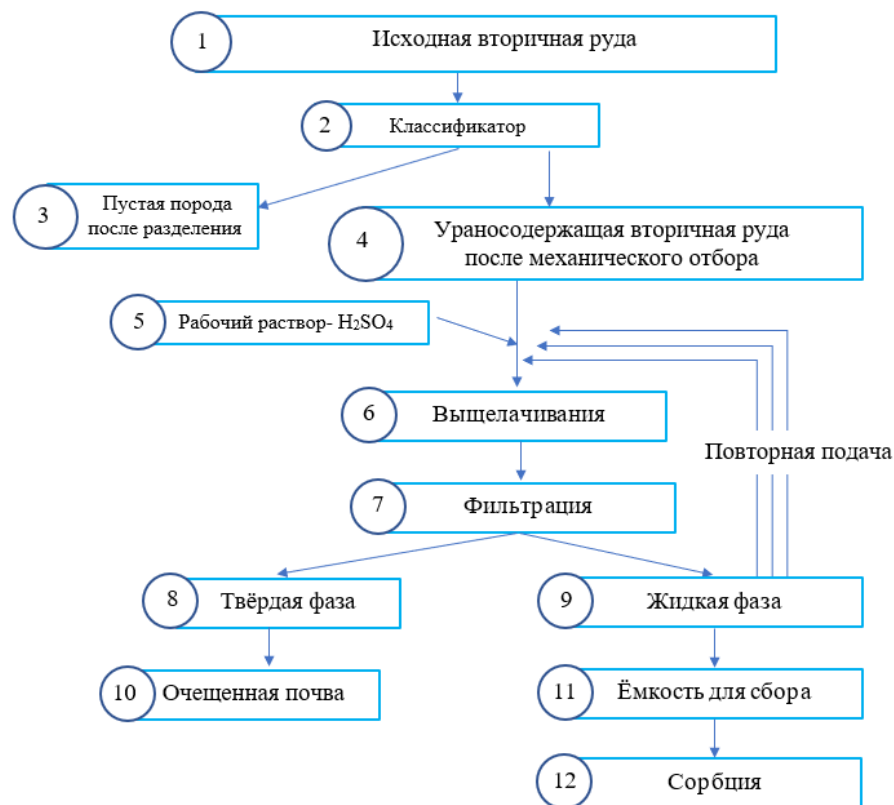 1
Исходная вторичная руда
2
Классификатор
3
Пустая порода
после разделения
4
Ураносодержащая вторичная руда
после механического отбора
5
Рабочий раствор- H₂SO₄
6
Выщелачивания
Повторная подача
7
Фильтрация
8
Твёрдая фаза
9
Жидкая фаза
10
Очещенная почва
11
Ёмкость для сбора
12
Сорбция